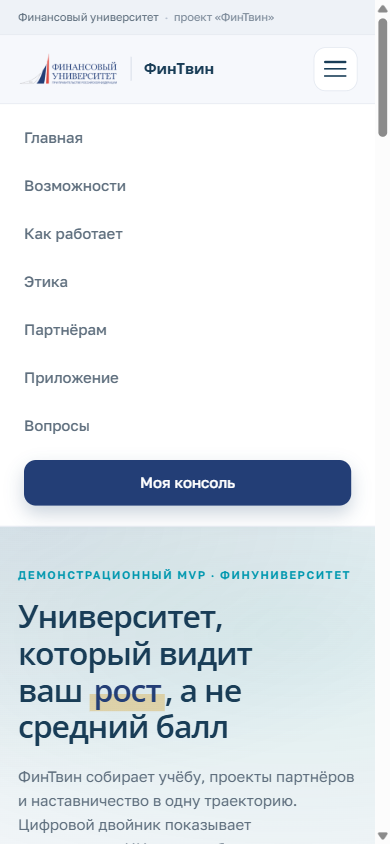 Финансовый университет · проект «ФинТвин»
ФИНАНСОВЫЙ
УНИВЕРСИТЕТ
ФинТвин
Главная
Возможности
Как работает
Этика
Партнёрам
Приложение
Вопросы
Моя консоль
ДЕМОНСТРАЦИОННЫЙ MVP · ФИНУНИВЕРСИТЕТ
Университет,
который видит
ваш рост, а не
средний балл
ФинТвин собирает учёбу, проекты партнёров
и наставничество в одну траекторию.
Цифровой двойник показывает